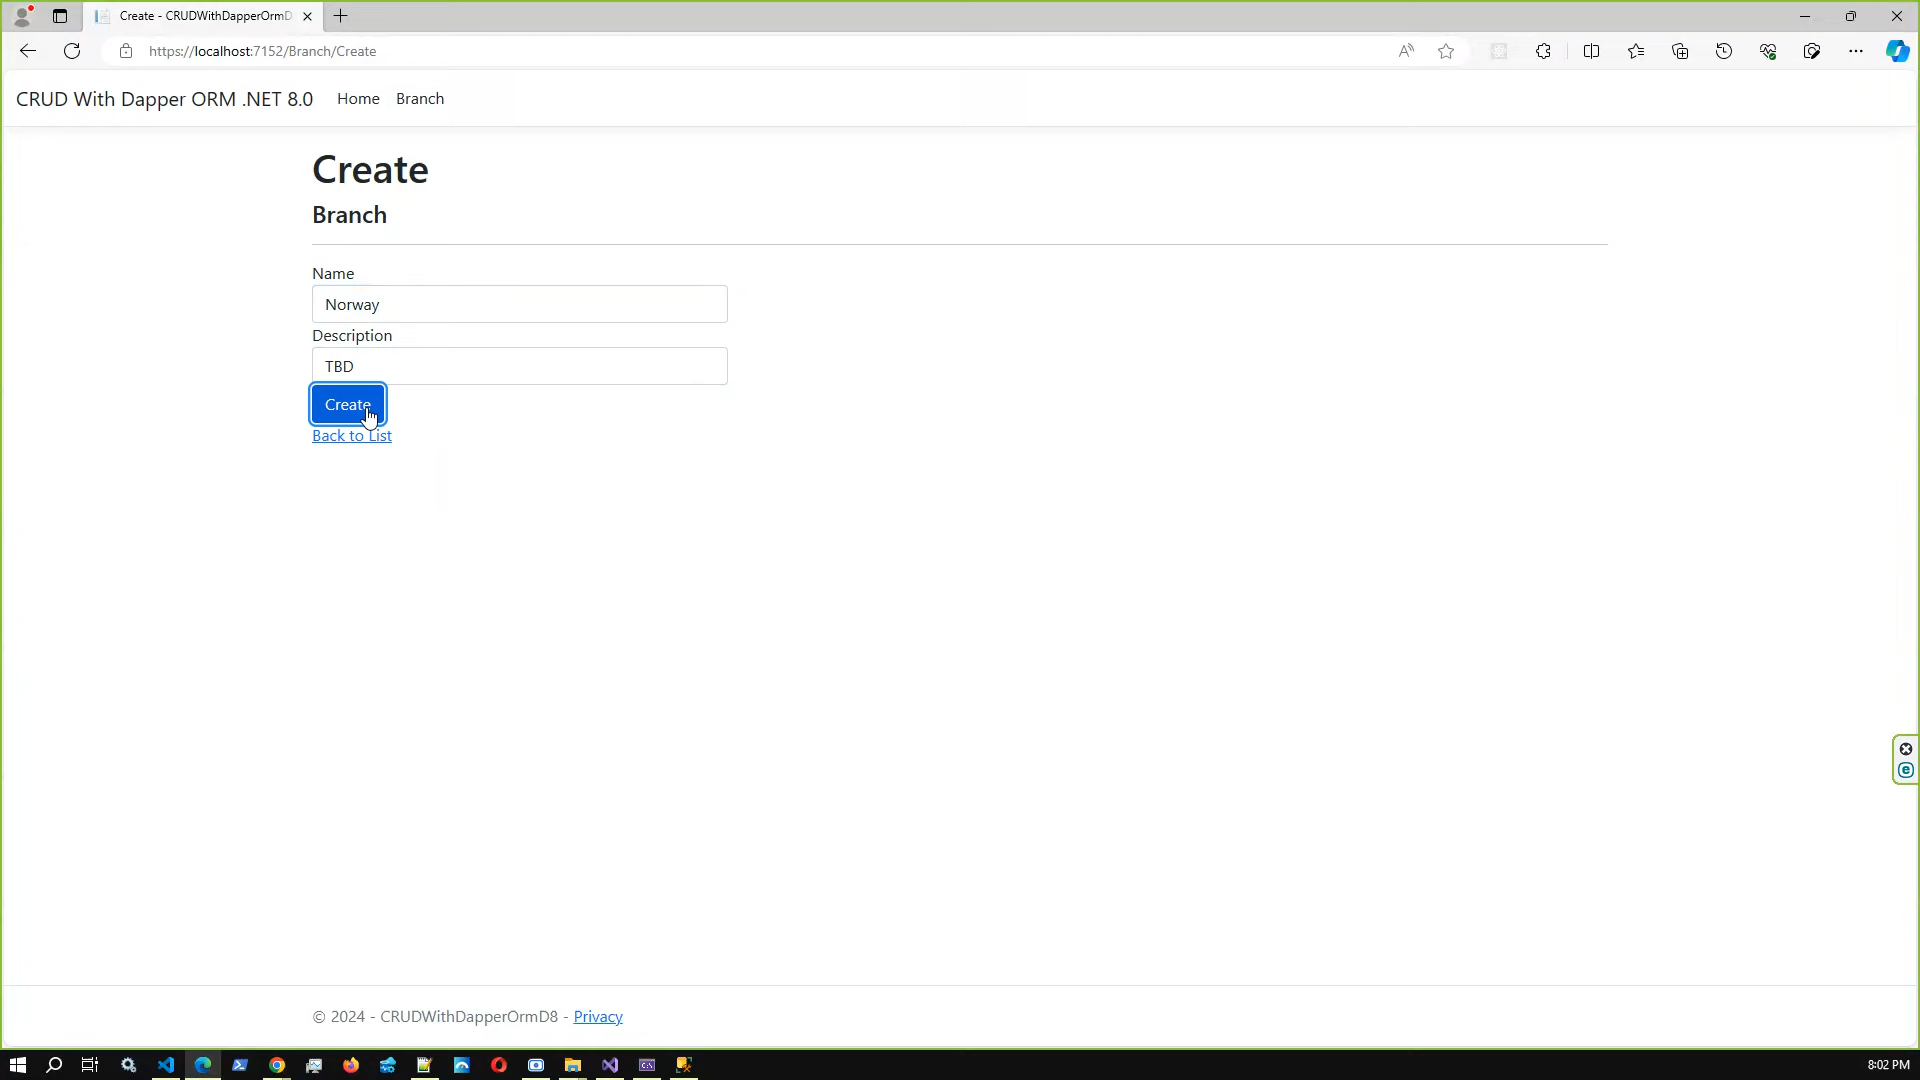 Create - CRUDWithDapperOrmD
https://localhost:7152/Branch/Create
CRUD With Dapper ORM .NET 8.0 Home Branch
Create
Branch
Name
Norway
Description
TBD
Create
Back to List
© 2024 - CRUDWithDapperOrmD8 - Privacy
8:02 PM